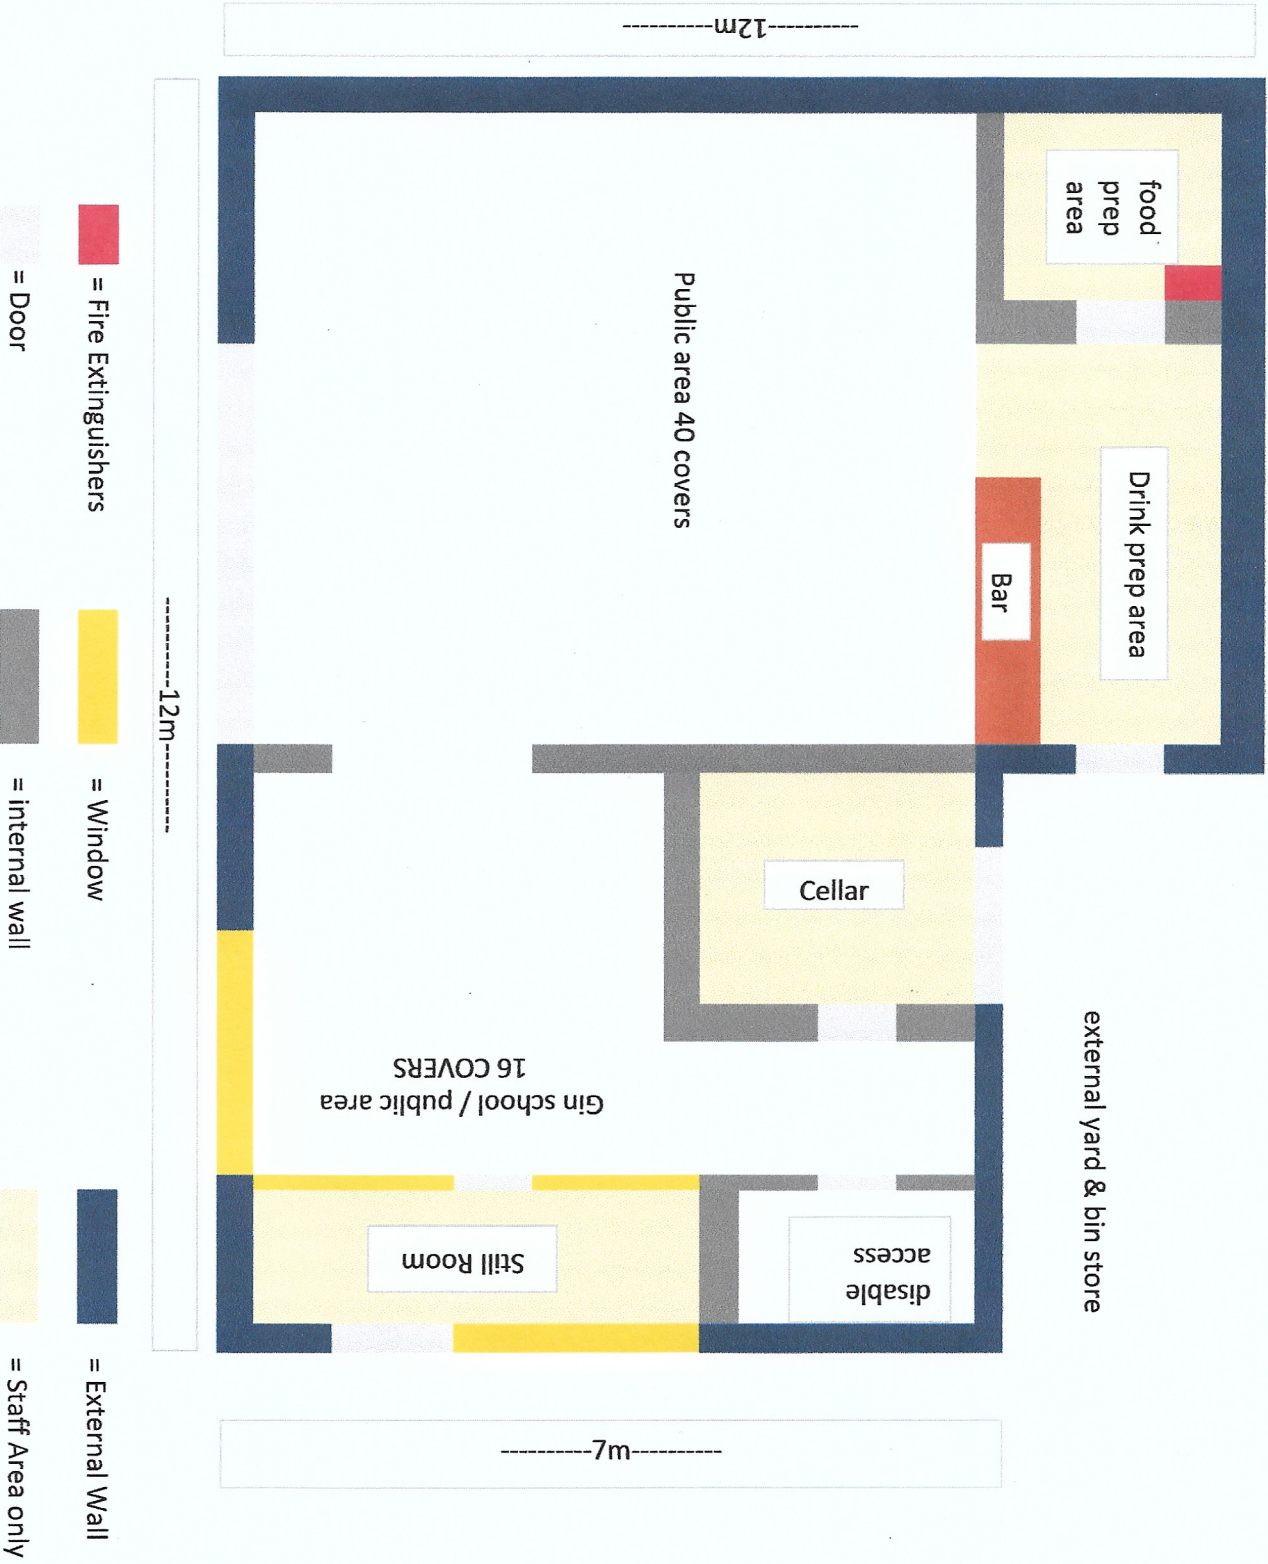 ----------12m----------
food
prep
area
Public area 40 covers
Drink prep area
Bar
Cellar
external yard & bin store
Gin school / public area
16 COVERS
Still Room
disable
access
----------12m----------
----------7m----------
= Fire Extinguishers
= Window
= External Wall
= Door
= internal wall
= Staff Area only